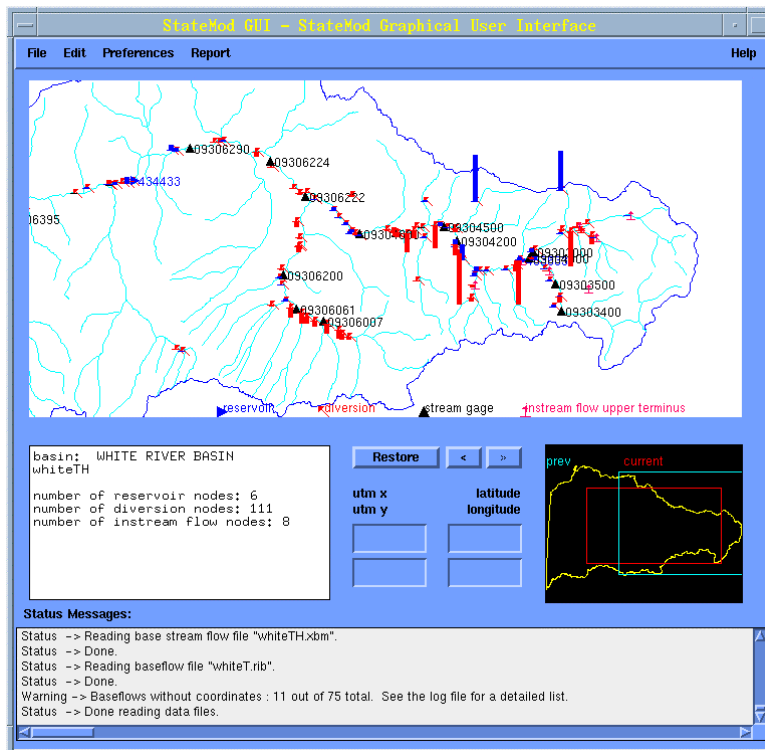 StateMod GUI - StateMod Graphical User Interface
File Edit Preferences Report Help
09306290
09306224
434433
09306222
06395
09304500
09304200
09306200
09303500
09306061
09306007
09303400
reservoir diversion stream gage instream flow upper terminus
basin: WHITE RIVER BASIN
whiteTH
number of reservoir nodes: 6
number of diversion nodes: 111
number of instream flow nodes: 8
Restore < »
utm x latitude
utm y longitude
prev current
Status Messages:
Status -> Reading base stream flow file "whiteTH.xbm".
Status -> Done.
Status -> Reading baseflow file "whiteT.rib".
Status -> Done.
Warning -> Baseflows without coordinates : 11 out of 75 total. See the log file for a detailed list.
Status -> Done reading data files.